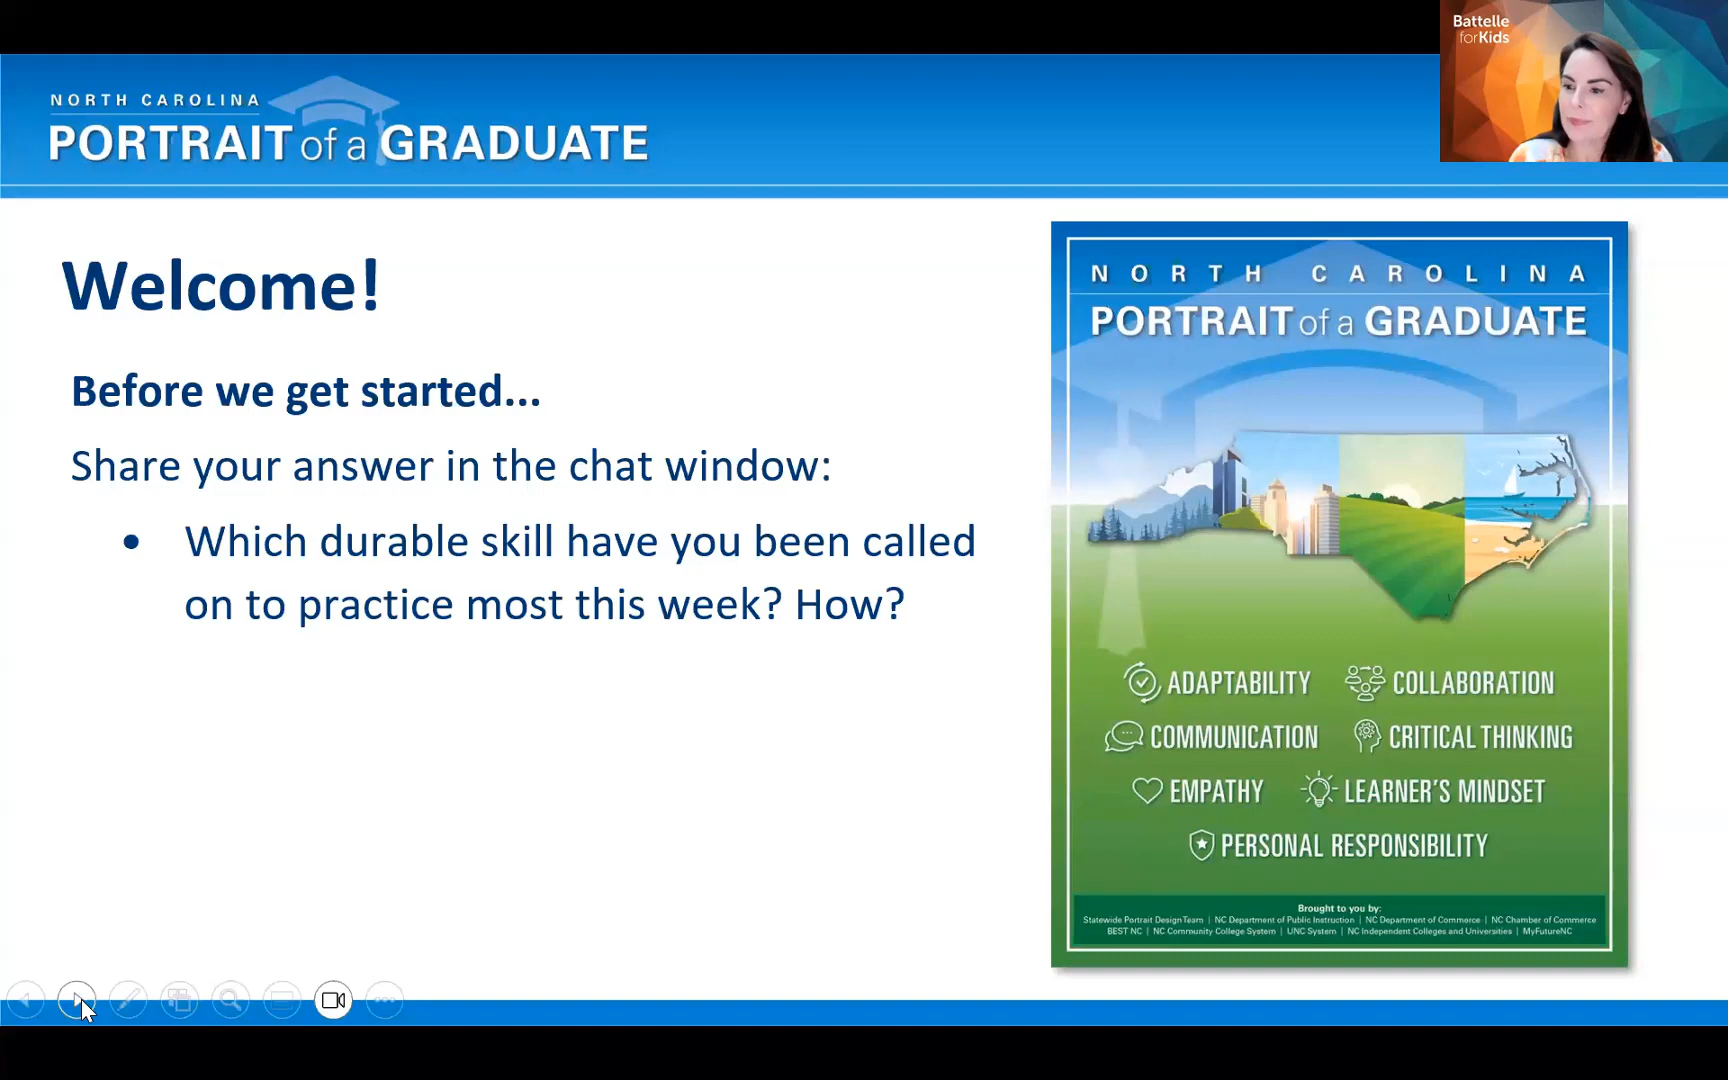 Battelle
for Kids
NORTH CAROLINA
PORTRAIT of a GRADUATE
Welcome!
Before we get started...
Share your answer in the chat window:
• Which durable skill have you been called
on to practice most this week? How?
NORTH CAROLINA
PORTRAIT of a GRADUATE
ADAPTABILITY COLLABORATION
COMMUNICATION CRITICAL THINKING
EMPATHY LEARNER'S MINDSET
PERSONAL RESPONSIBILITY
Brought to you by:
Statewide Portrait Design Team | NC Department of Public Instruction | NC Department of Commerce | NC Chamber of Commerce
BEST NC | NC Community College System | UNC System | NC Independent Colleges and Universities | MyFutureNC